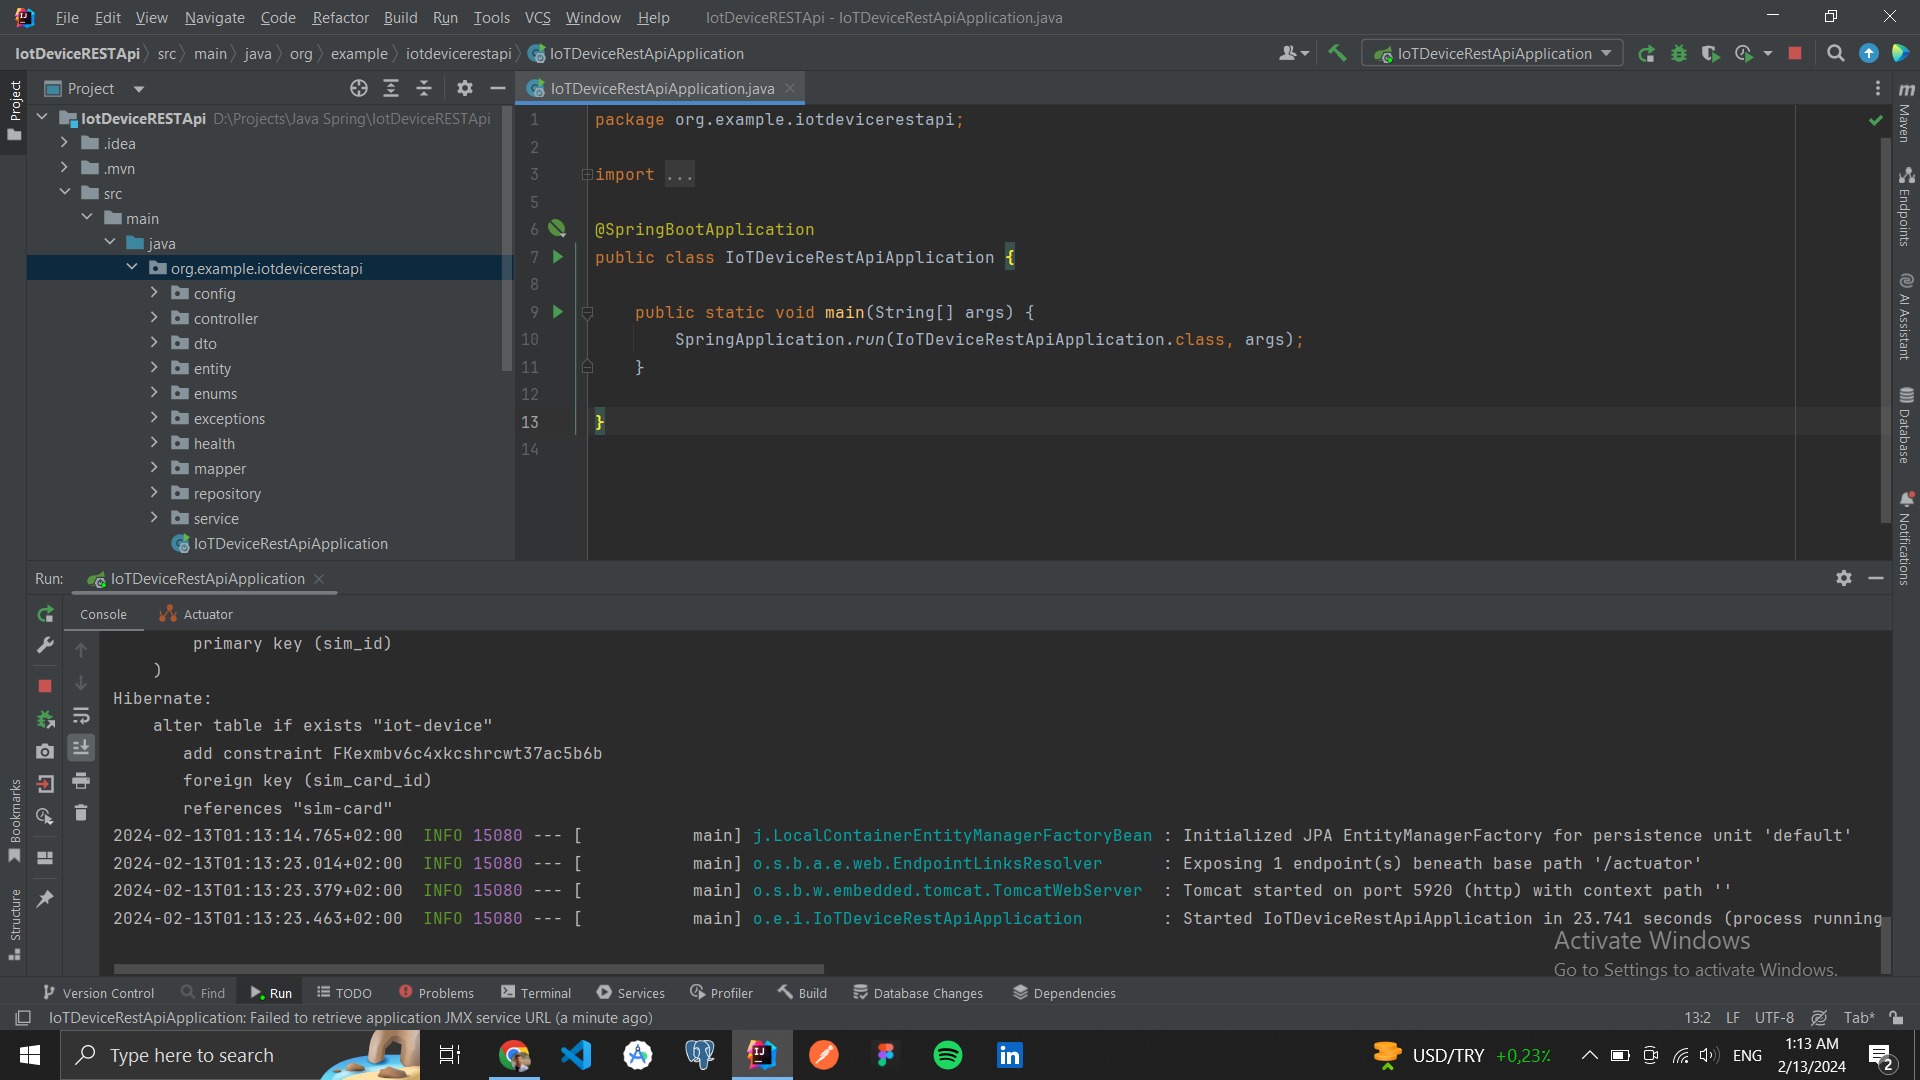 File Edit View Navigate Code Refactor Build Run Tools VCS Window Help IotDeviceRESTApi - IoTDeviceRestApiApplication.java
IotDeviceRESTApi src main java org example iotdevicerestapi IoTDeviceRestApiApplication IoTDeviceRestApiApplication
Project
IoTDeviceRestApiApplication.java
IotDeviceRESTApi D:\Projects\Java Spring\IotDeviceRESTApi
.idea
.mvn
src
main
java
org.example.iotdevicerestapi
config
controller
dto
entity
enums
exceptions
health
mapper
repository
service
IoTDeviceRestApiApplication
1 package org.example.iotdevicerestapi;
2
3 import ...
5
6 @SpringBootApplication
7 public class IoTDeviceRestApiApplication {
8
9 public static void main(String[] args) {
10 SpringApplication.run(IoTDeviceRestApiApplication.class, args);
11 }
12
13 }
14
Project
Bookmarks
Structure
Maven
Endpoints
AI Assistant
Database
Notifications
Run: IoTDeviceRestApiApplication
Console Actuator
primary key (sim_id)
)
Hibernate:
alter table if exists "iot-device"
add constraint FKexmbv6c4xkcshrcwt37ac5b6b
foreign key (sim_card_id)
references "sim-card"
2024-02-13T01:13:14.765+02:00 INFO 15080 --- [ main] j.LocalContainerEntityManagerFactoryBean : Initialized JPA EntityManagerFactory for persistence unit 'default'
2024-02-13T01:13:23.014+02:00 INFO 15080 --- [ main] o.s.b.a.e.web.EndpointLinksResolver : Exposing 1 endpoint(s) beneath base path '/actuator'
2024-02-13T01:13:23.379+02:00 INFO 15080 --- [ main] o.s.b.w.embedded.tomcat.TomcatWebServer : Tomcat started on port 5920 (http) with context path ''
2024-02-13T01:13:23.463+02:00 INFO 15080 --- [ main] o.e.i.IoTDeviceRestApiApplication : Started IoTDeviceRestApiApplication in 23.741 seconds (process running
Activate Windows
Go to Settings to activate Windows.
Version Control Find Run TODO Problems Terminal Services Profiler Build Database Changes Dependencies
IoTDeviceRestApiApplication: Failed to retrieve application JMX service URL (a minute ago) 13:2 LF UTF-8 Tab*
Type here to search USD/TRY +0,23% ENG 1:13 AM
2/13/2024 2